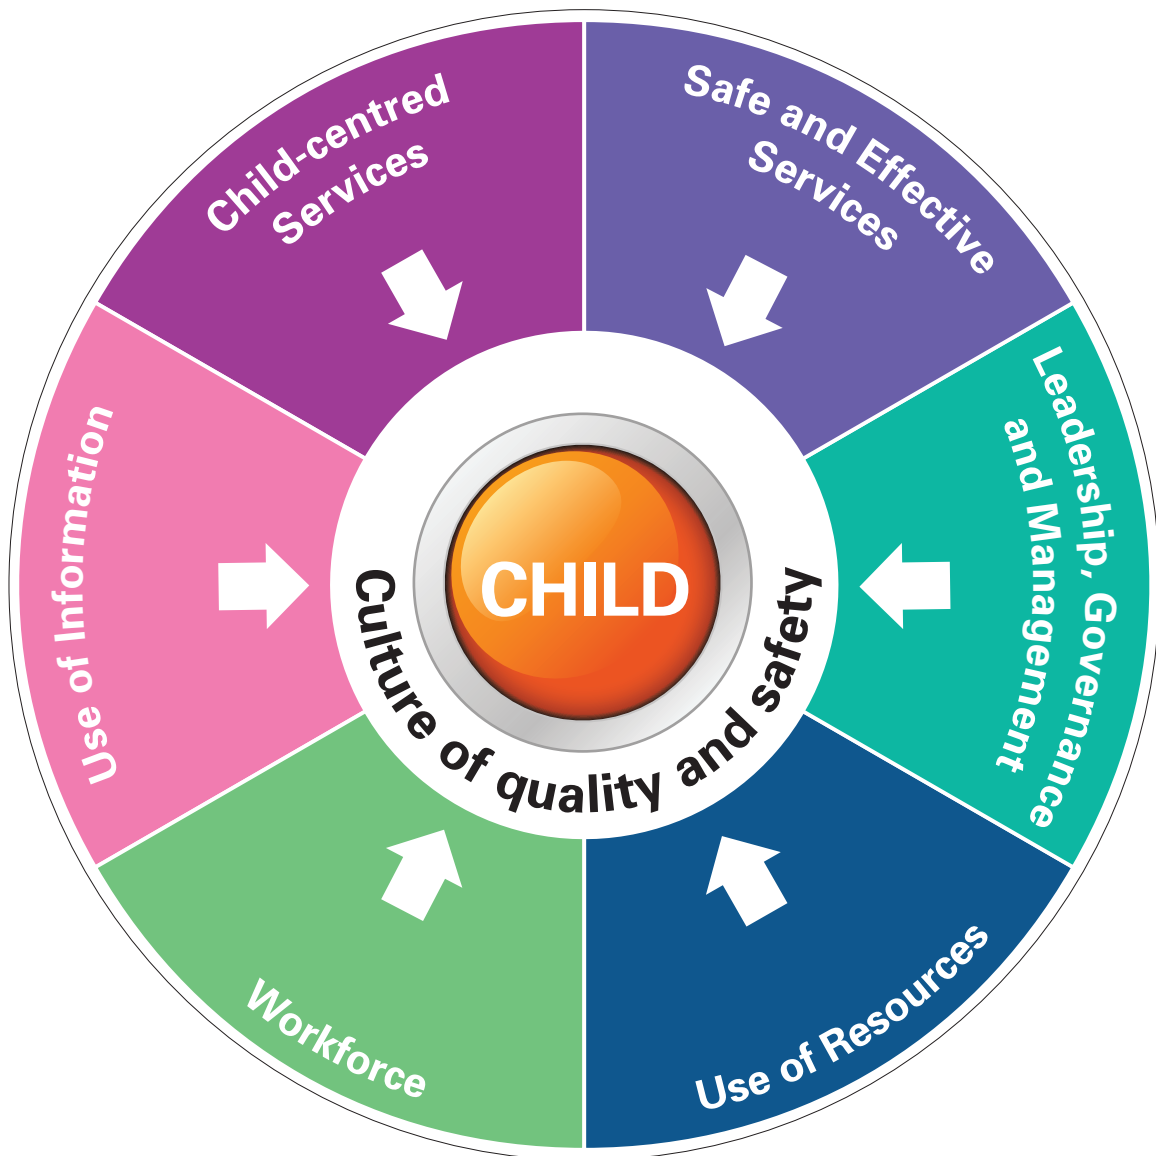 Child-centred
Services
Safe and Effective
Services
Leadership, Governance
and Management
Use of Resources
Workforce
Use of Information
CHILD
Culture of quality and safety